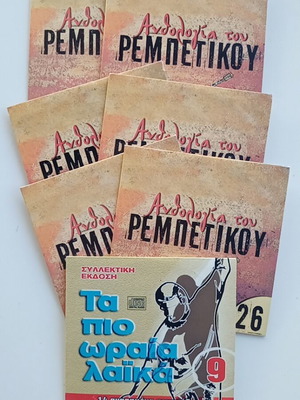 Ανθολογία του
ΡΕΜΠΕΤΙΚΟΥ
Ανθολογία του
ΡΕΜΠΕΤΙΚΟΥ
Ανθολογία του
ΡΕΜΠΕΤΙΚΟΥ
26
ΣΥΛΛΕΚΤΙΚΗ
ΕΚΔΟΣΗ
Τα
πιο
ωραία
λαϊκά
9